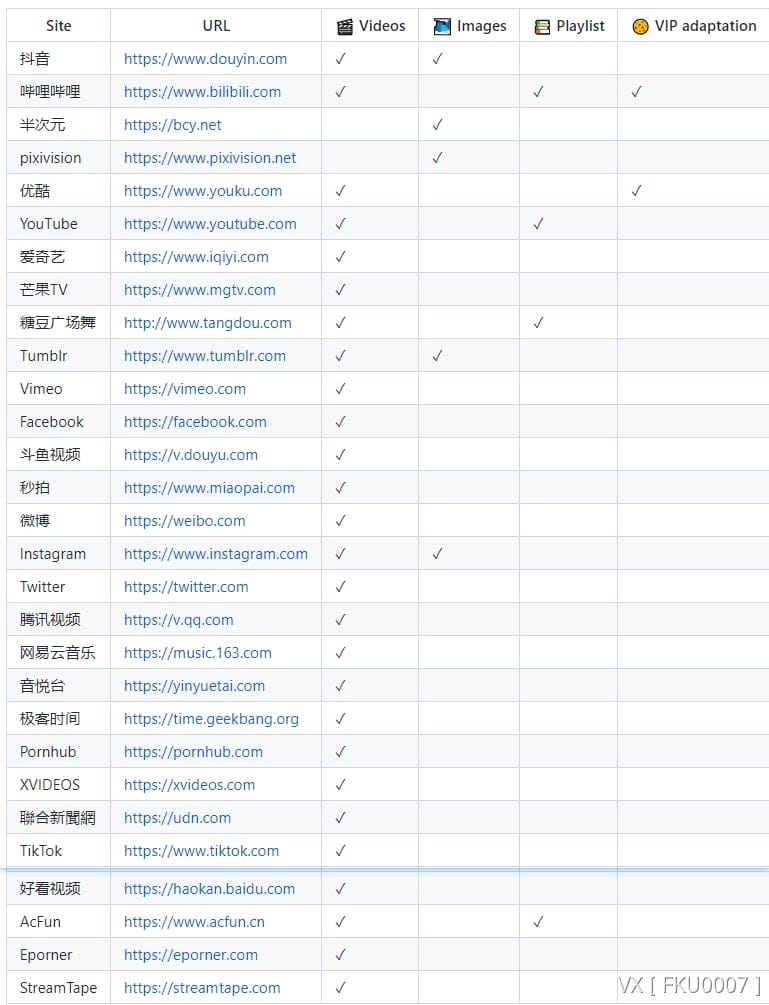 Site URL Videos Images Playlist VIP adaptation
抖音 https://www.douyin.com ✓ ✓
哔哩哔哩 https://www.bilibili.com ✓ ✓ ✓
半次元 https://bcy.net ✓
pixivision https://www.pixivision.net ✓
优酷 https://www.youku.com ✓ ✓
YouTube https://www.youtube.com ✓ ✓
爱奇艺 https://www.iqiyi.com ✓
芒果TV https://www.mgtv.com ✓
糖豆广场舞 http://www.tangdou.com ✓ ✓
Tumblr https://www.tumblr.com ✓ ✓
Vimeo https://vimeo.com ✓
Facebook https://facebook.com ✓
斗鱼视频 https://v.douyu.com ✓
秒拍 https://www.miaopai.com ✓
微博 https://weibo.com ✓
Instagram https://www.instagram.com ✓ ✓
Twitter https://twitter.com ✓
腾讯视频 https://v.qq.com ✓
网易云音乐 https://music.163.com ✓
音悦台 https://yinyuetai.com ✓
极客时间 https://time.geekbang.org ✓
Pornhub https://pornhub.com ✓
XVIDEOS https://xvideos.com ✓
聯合新聞網 https://udn.com ✓
TikTok https://www.tiktok.com ✓
好看视频 https://haokan.baidu.com ✓
AcFun https://www.acfun.cn ✓ ✓
Eporner https://eporner.com ✓
StreamTape https://streamtape.com ✓
VX [ FKU0007 ]